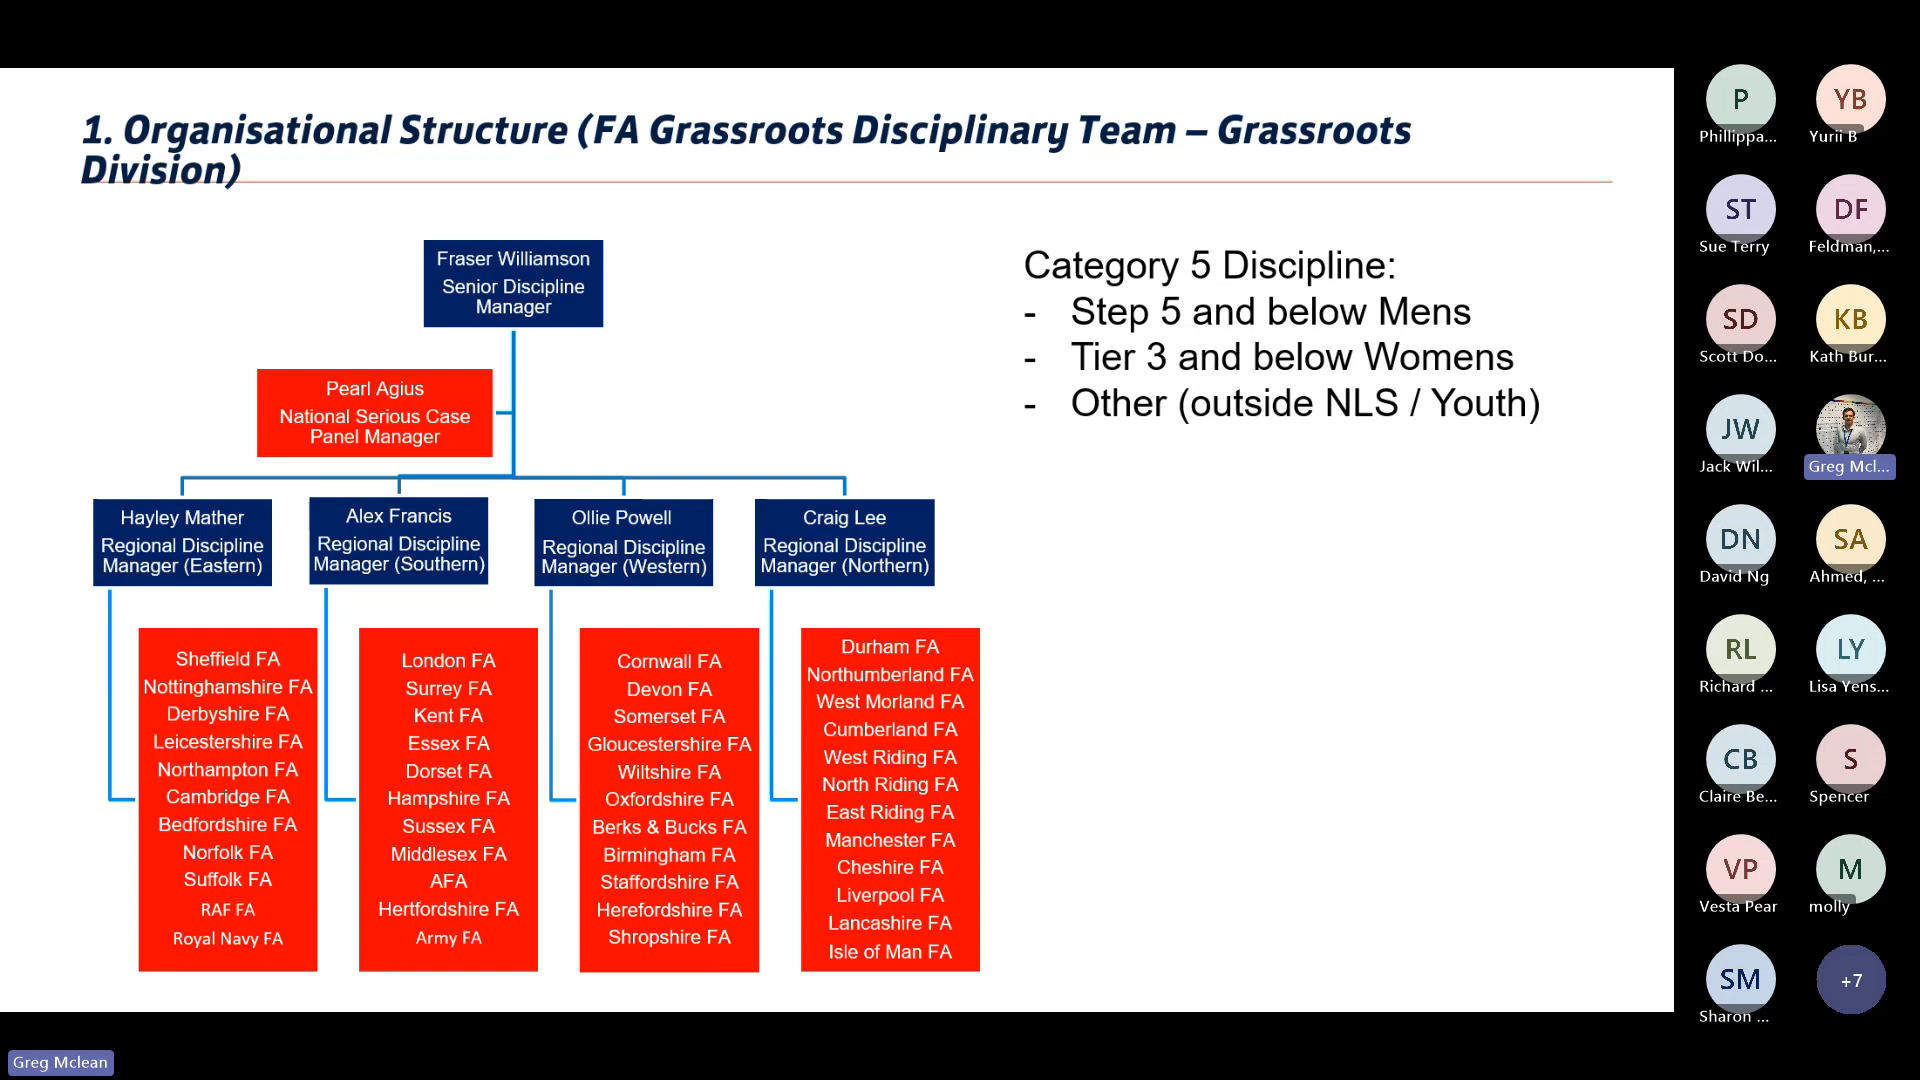 1. Organisational Structure (FA Grassroots Disciplinary Team – Grassroots
Division)
Fraser Williamson
Senior Discipline
Manager
Pearl Agius
National Serious Case
Panel Manager
Hayley Mather
Regional Discipline
Manager (Eastern)
Alex Francis
Regional Discipline
Manager (Southern)
Ollie Powell
Regional Discipline
Manager (Western)
Craig Lee
Regional Discipline
Manager (Northern)
Sheffield FA
Nottinghamshire FA
Derbyshire FA
Leicestershire FA
Northampton FA
Cambridge FA
Bedfordshire FA
Norfolk FA
Suffolk FA
RAF FA
Royal Navy FA
London FA
Surrey FA
Kent FA
Essex FA
Dorset FA
Hampshire FA
Sussex FA
Middlesex FA
AFA
Hertfordshire FA
Army FA
Cornwall FA
Devon FA
Somerset FA
Gloucestershire FA
Wiltshire FA
Oxfordshire FA
Berks & Bucks FA
Birmingham FA
Staffordshire FA
Herefordshire FA
Shropshire FA
Durham FA
Northumberland FA
West Morland FA
Cumberland FA
West Riding FA
North Riding FA
East Riding FA
Manchester FA
Cheshire FA
Liverpool FA
Lancashire FA
Isle of Man FA
Category 5 Discipline:
- Step 5 and below Mens
- Tier 3 and below Womens
- Other (outside NLS / Youth)
P
Phillippa...
YB
Yurii B
ST
Sue Terry
DF
Feldman,...
SD
Scott Do...
KB
Kath Bur...
JW
Jack Wil...
Greg Mcl...
DN
David Ng
SA
Ahmed, ...
RL
Richard ...
LY
Lisa Yens...
CB
Claire Be...
S
Spencer
VP
Vesta Pear
M
molly
SM
Sharon ...
+7
Greg Mclean